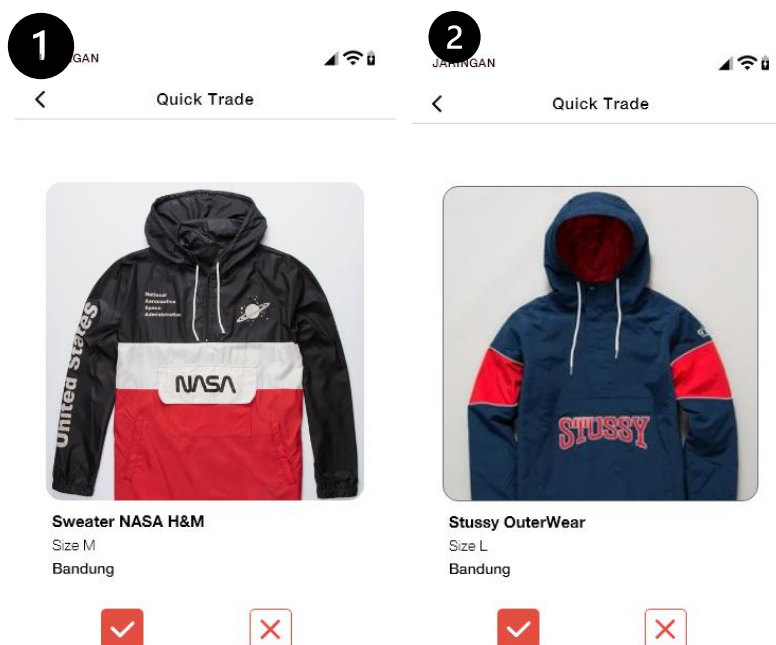 1
GAN
Quick Trade
National
Aeronautics
Space
Administration
United States
NASA
Sweater NASA H&M
Size M
Bandung
2
JARINGAN
Quick Trade
STUSSY
Stussy OuterWear
Size L
Bandung